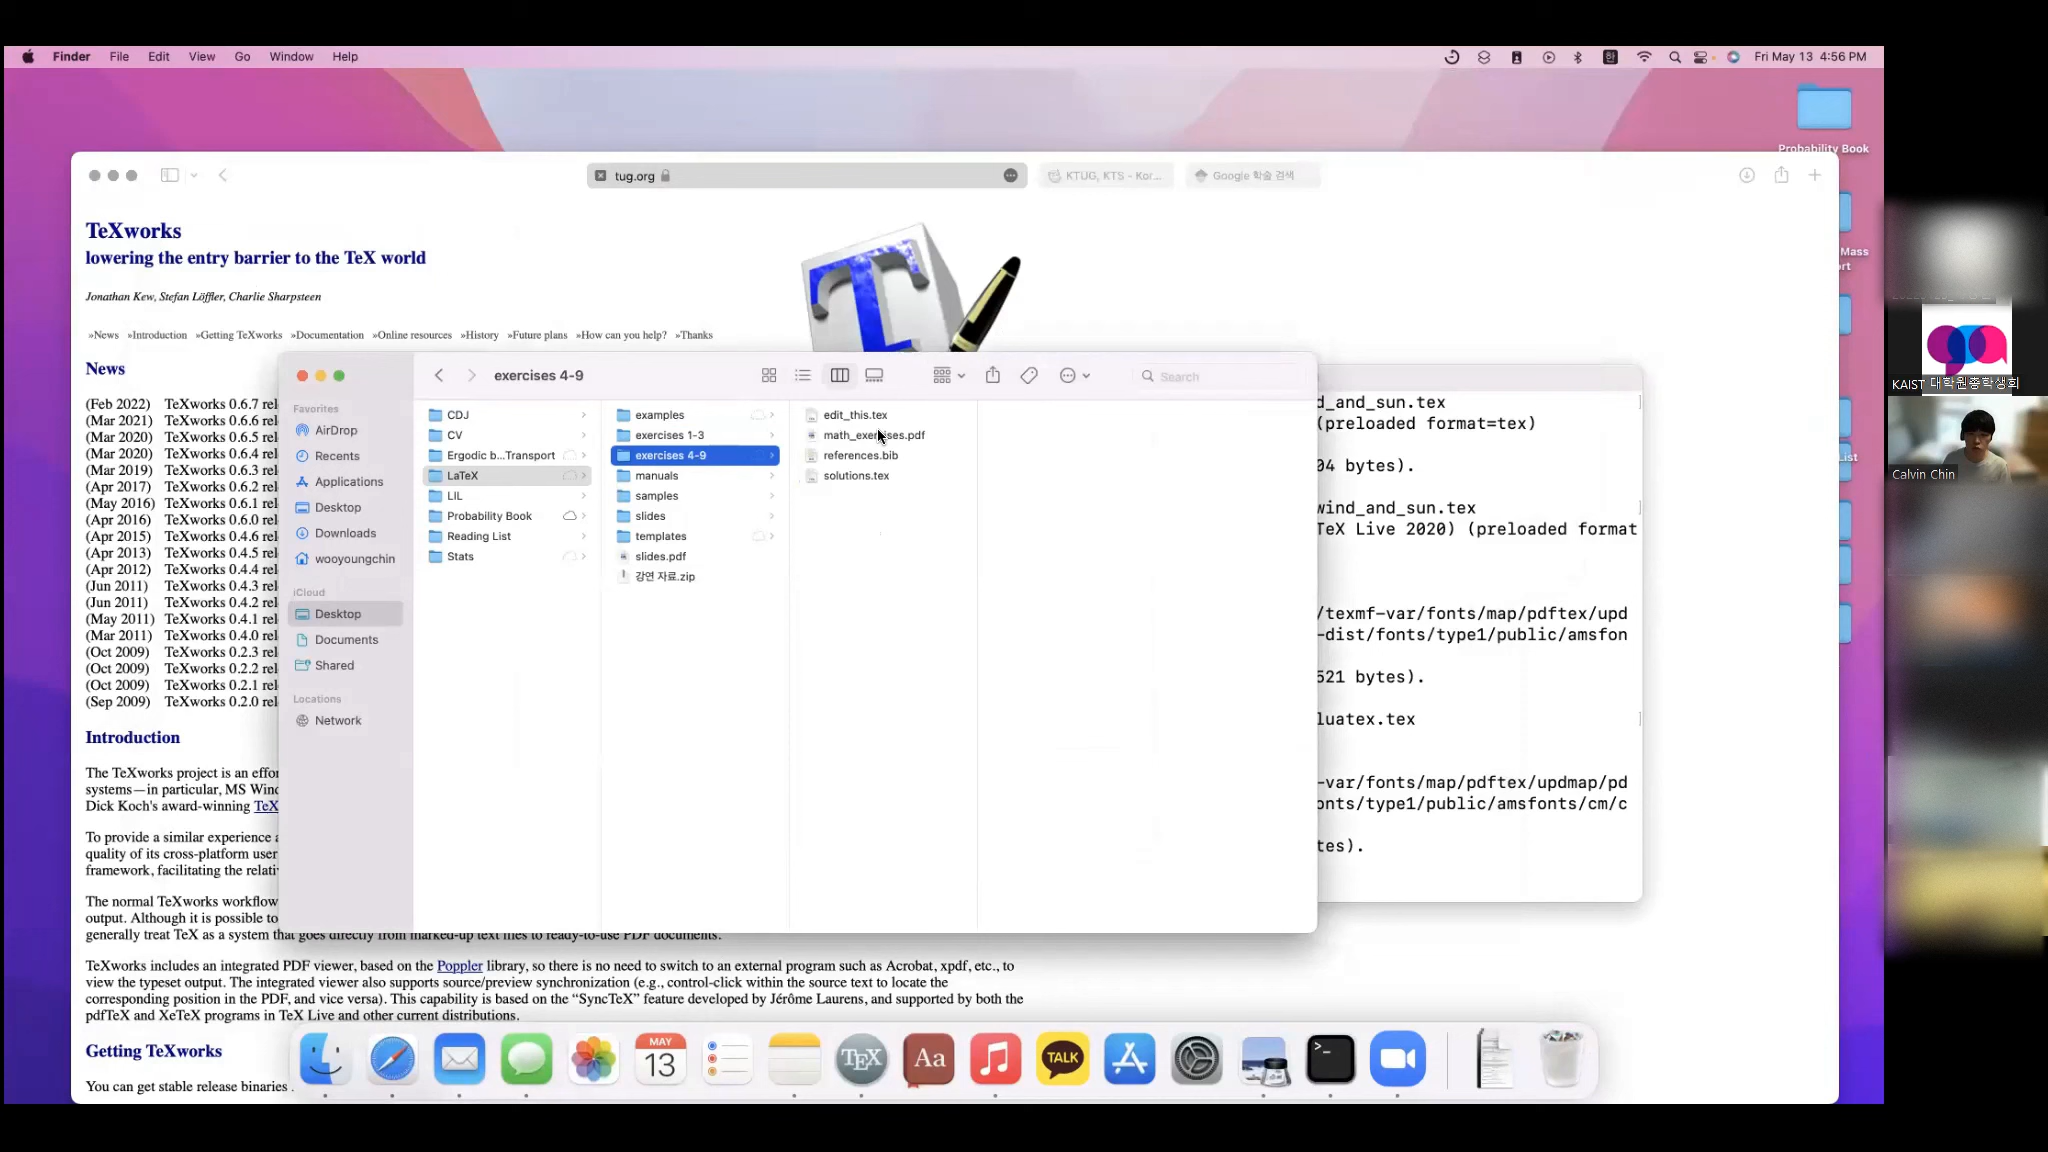 Finder File Edit View Go Window Help
Fri May 13 4:56 PM
Probability Book
tug.org
KTUG, KTS - Kor...
Google 학술 검색
TeXworks
lowering the entry barrier to the TeX world
Jonathan Kew, Stefan Löffler, Charlie Sharpsteen
»News »Introduction »Getting TeXworks »Documentation »Online resources »History »Future plans »How can you help? »Thanks
News
(Feb 2022) TeXworks 0.6.7 rel
(Mar 2021) TeXworks 0.6.6 rel
(Mar 2020) TeXworks 0.6.5 rel
(Mar 2020) TeXworks 0.6.4 rel
(Mar 2019) TeXworks 0.6.3 rel
(Apr 2017) TeXworks 0.6.2 rel
(May 2016) TeXworks 0.6.1 rel
(Apr 2016) TeXworks 0.6.0 rel
(Apr 2015) TeXworks 0.4.6 rel
(Apr 2013) TeXworks 0.4.5 rel
(Apr 2012) TeXworks 0.4.4 rel
(Jun 2011) TeXworks 0.4.3 rel
(Jun 2011) TeXworks 0.4.2 rel
(May 2011) TeXworks 0.4.1 rel
(Mar 2011) TeXworks 0.4.0 rel
(Oct 2009) TeXworks 0.2.3 rel
(Oct 2009) TeXworks 0.2.2 rel
(Oct 2009) TeXworks 0.2.1 rel
(Sep 2009) TeXworks 0.2.0 rel
Introduction
The TeXworks project is an effor
systems—in particular, MS Wind
Dick Koch's award-winning TeX
To provide a similar experience a
quality of its cross-platform user
framework, facilitating the relati
The normal TeXworks workflow
output. Although it is possible to
generally treat TeX as a system that goes directly from marked-up text files to ready-to-use PDF documents.
TeXworks includes an integrated PDF viewer, based on the Poppler library, so there is no need to switch to an external program such as Acrobat, xpdf, etc., to
view the typeset output. The integrated viewer also supports source/preview synchronization (e.g., control-click within the source text to locate the
corresponding position in the PDF, and vice versa). This capability is based on the “SyncTeX” feature developed by Jérôme Laurens, and supported by both the
pdfTeX and XeTeX programs in TeX Live and other current distributions.
Getting TeXworks
You can get stable release binaries
exercises 4-9
Search
Favorites
AirDrop
Recents
Applications
Desktop
Downloads
wooyoungchin
iCloud
Desktop
Documents
Shared
Locations
Network
CDJ
CV
Ergodic b...Transport
LaTeX
LIL
Probability Book
Reading List
Stats
examples
exercises 1-3
exercises 4-9
manuals
samples
slides
templates
slides.pdf
강연 자료.zip
edit_this.tex
math_exercises.pdf
references.bib
solutions.tex
d_and_sun.tex
(preloaded format=tex)
04 bytes).
wind_and_sun.tex
TeX Live 2020) (preloaded format
/texmf-var/fonts/map/pdftex/upd
-dist/fonts/type1/public/amsfon
521 bytes).
luatex.tex
-var/fonts/map/pdftex/updmap/pd
onts/type1/public/amsfonts/cm/c
tes).
Mass
ort
List
MAY
13
TEX
Aa
TALK
>_
KAIST 대학원총학생회
Calvin Chin